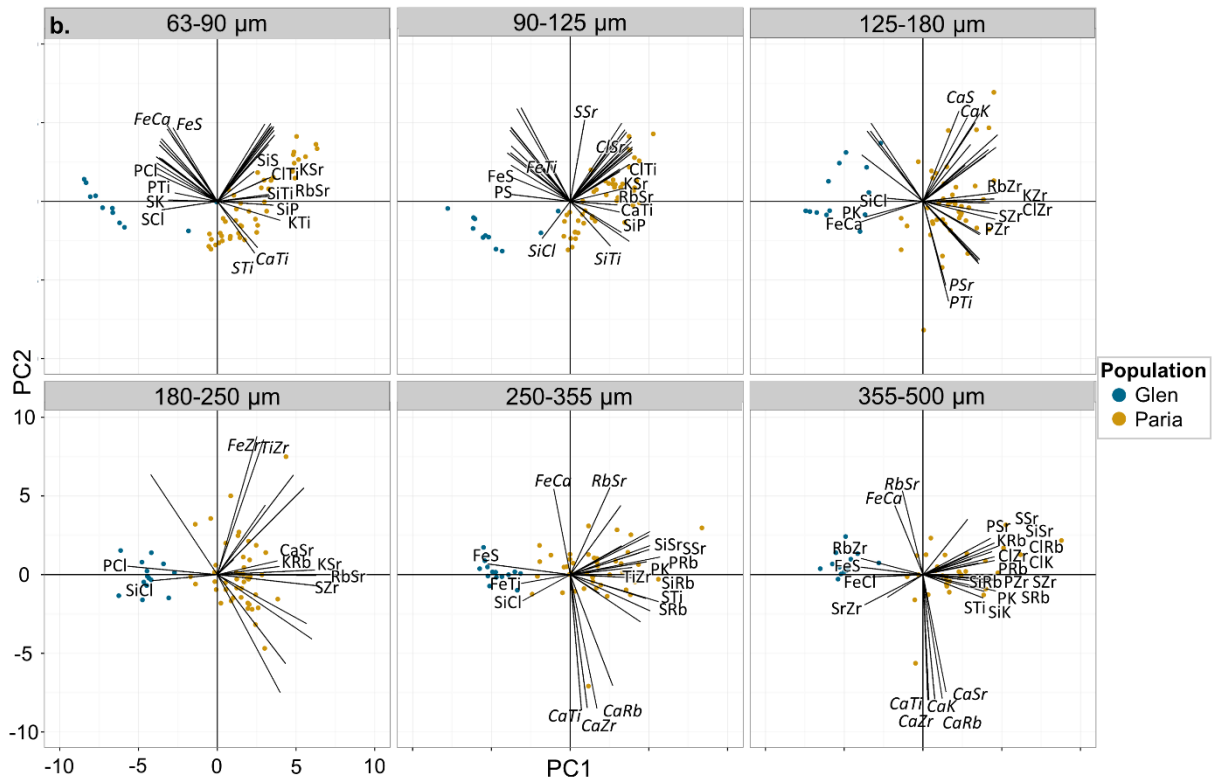 b.
63-90 µm
90-125 µm
125-180 µm
FeCa
FeS
PCl
PTi
SK
SCl
SiS
ClTi
KSr
SiTi
RbSr
SiP
KTi
CaTi
STi
SSr
ClSr
FeTi
FeS
PS
ClTi
KSr
RbSr
CaTi
SiP
SiCl
SiTi
CaS
CaK
RbZr
KZr
ClZr
SZr
PZr
SiCl
PK
FeCa
PSr
PTi
PC2
180-250 µm
250-355 µm
355-500 µm
Population
Glen
Paria
10
5
0
-5
-10
FeZr
TiZr
CaSr
KRb
KSr
RbSr
SZr
PCl
SiCl
FeCa
RbSr
FeS
FeTi
SiCl
SiSr
SSr
PRb
PK
TiZr
SiRb
STi
SRb
CaTi
CaRb
CaZr
RbSr
FeCa
PSr
SSr
SiSr
KRb
ClRb
ClZr
ClK
SRb
RbZr
FeS
FeCl
SrZr
SiRb
PZr
SZr
PK
SRb
STi
SiK
CaSr
CaTi
CaK
CaZr
CaRb
-10
-5
0
5
10
PC1